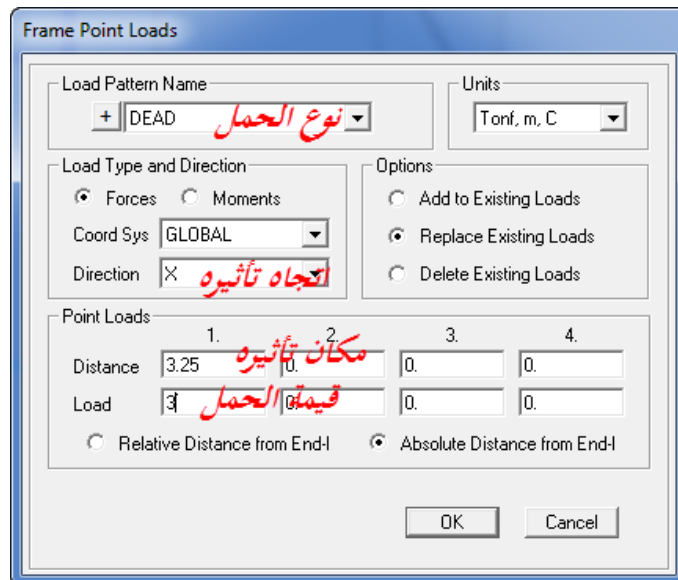 Frame Point Loads
Load Pattern Name
Units
+ DEAD نوع الحمل
Tonf, m, C
Load Type and Direction
Options
Forces Moments
Add to Existing Loads
Coord Sys GLOBAL
Replace Existing Loads
Direction X اتجاه تأثيره
Delete Existing Loads
Point Loads
1. 2. 3. 4.
Distance 3.25 مكان تأثيره 0. 0. 0.
Load 3 قيمة الحمل 0. 0. 0.
Relative Distance from End-I Absolute Distance from End-I
OK Cancel